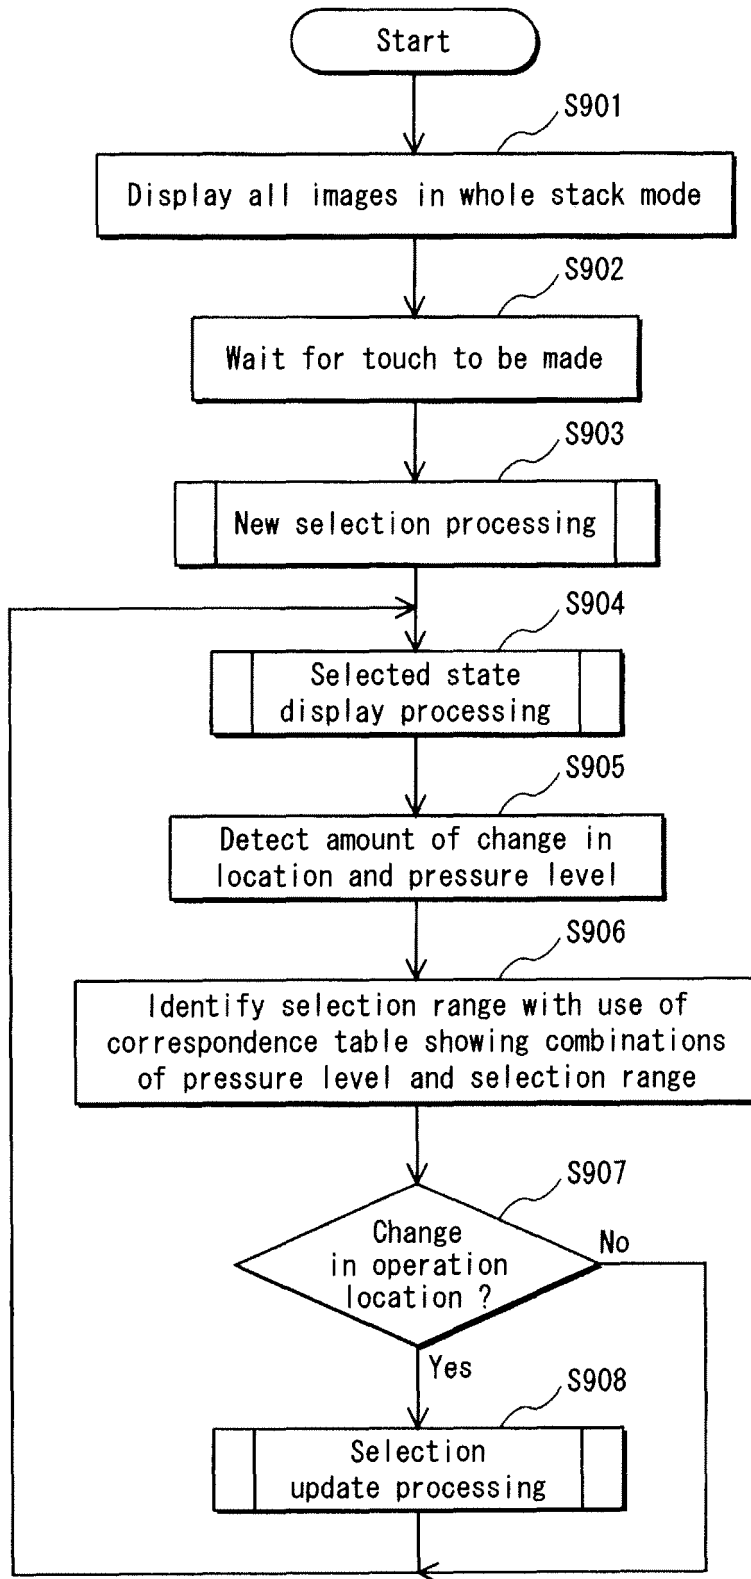 Start
S901
Display all images in whole stack mode
S902
Wait for touch to be made
S903
New selection processing
S904
Selected state
display processing
S905
Detect amount of change in
location and pressure level
S906
Identify selection range with use of
correspondence table showing combinations
of pressure level and selection range
S907
Change
in operation
location ?
No
Yes
S908
Selection
update processing